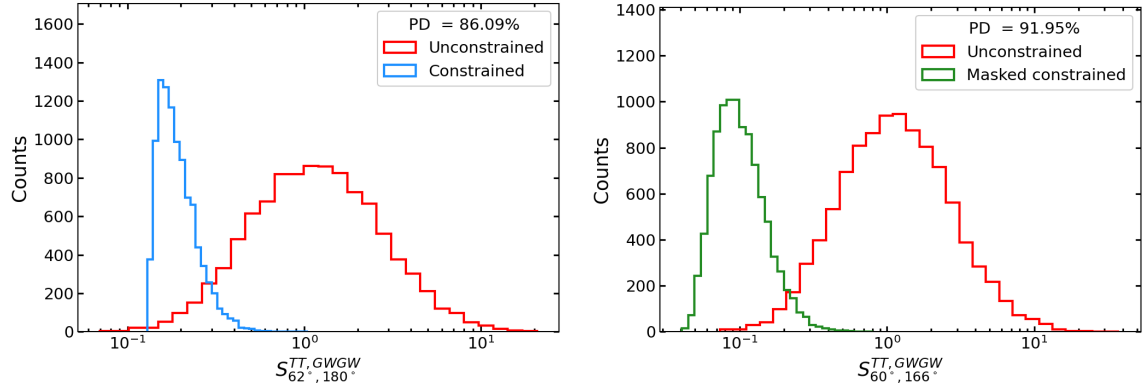 PD = 86.09%
Unconstrained
Constrained
1600
1400
1200
1000
800
600
400
200
0
Counts
10⁻¹ 10⁰ 10¹
S^{TT,GWGW}_{62°,180°}
PD = 91.95%
Unconstrained
Masked constrained
1400
1200
1000
800
600
400
200
0
Counts
10⁻¹ 10⁰ 10¹
S^{TT,GWGW}_{60°,166°}